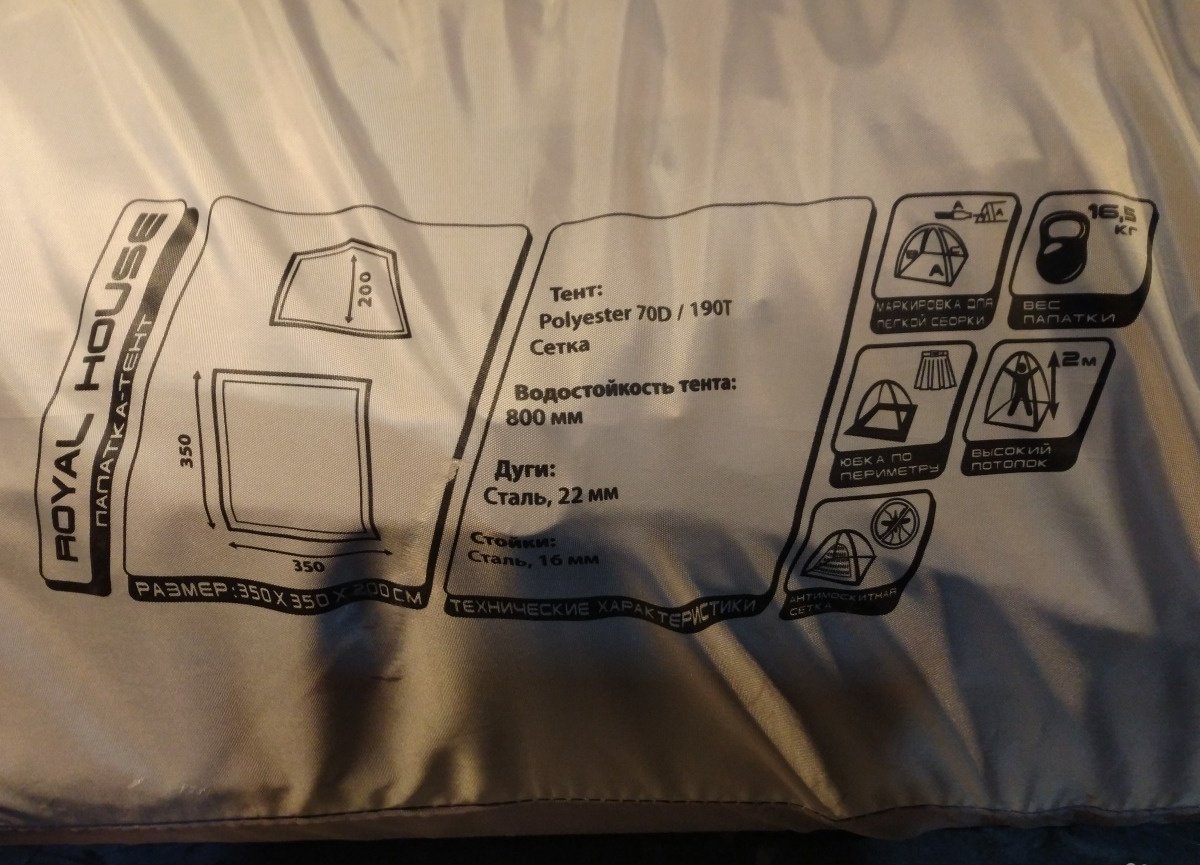 ROYAL HOUSE
ПАЛАТКА-ТЕНТ
200
350
350
РАЗМЕР:350 Х 350 Х 200 СМ
Тент:
Polyester 70D / 190T
Сетка
Водостойкость тента:
800 мм
Дуги:
Сталь, 22 мм
Стойки:
Сталь, 16 мм
ТЕХНИЧЕСКИЕ ХАРАКТЕРИСТИКИ
A
A
A
МАРКИРОВКА ДЛЯ
ЛЕГКОЙ СБОРКИ
16,5
КГ
ВЕС
ПАЛАТКИ
ЮБКА ПО
ПЕРИМЕТРУ
2м
ВЫСОКИЙ
ПОТОЛОК
АНТИМОСКИТНАЯ
СЕТКА